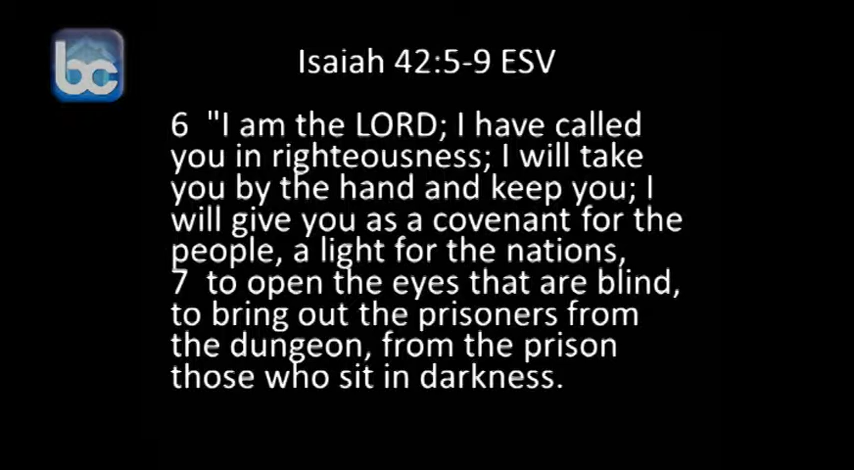 bc
Isaiah 42:5-9 ESV
6 "I am the LORD; I have called
you in righteousness; I will take
you by the hand and keep you; I
will give you as a covenant for the
people, a light for the nations,
7 to open the eyes that are blind,
to bring out the prisoners from
the dungeon, from the prison
those who sit in darkness.